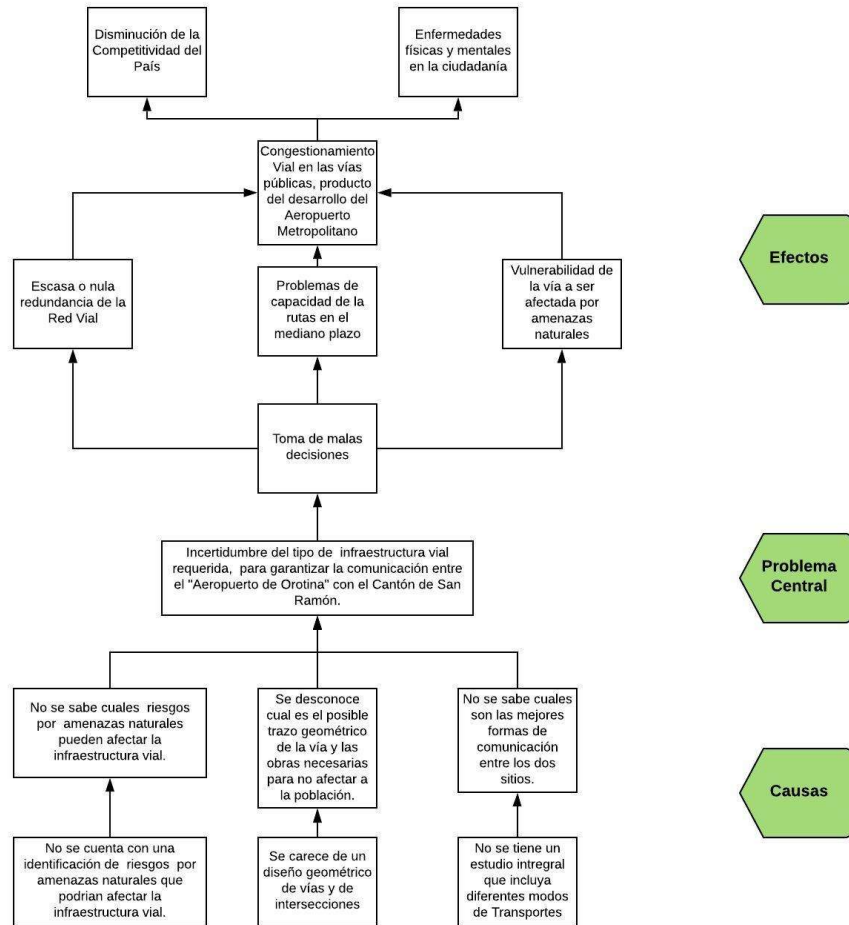 Disminución de la
Competitividad del
País
Enfermedades
físicas y mentales
en la ciudadanía
Congestionamiento
Vial en las vías
públicas, producto
del desarrollo del
Aeropuerto
Metropolitano
Efectos
Escasa o nula
redundancia de la
Red Vial
Problemas de
capacidad de la
rutas en el
mediano plazo
Vulnerabilidad de
la vía a ser
afectada por
amenazas
naturales
Toma de malas
decisiones
Incertidumbre del tipo de infraestructura vial
requerida, para garantizar la comunicación entre
el "Aeropuerto de Orotina" con el Cantón de San
Ramón.
Problema
Central
No se sabe cuales riesgos
por amenazas naturales
pueden afectar la
infraestructura vial.
Se desconoce
cual es el posible
trazo geométrico
de la vía y las
obras necesarias
para no afectar a
la población.
No se sabe cuales
son las mejores
formas de
comunicación
entre los dos
sitios.
Causas
No se cuenta con una
identificación de riesgos por
amenazas naturales que
podrian afectar la
infraestructura vial.
Se carece de un
diseño geométrico
de vías y de
intersecciones
No se tiene un
estudio intregral
que incluya
diferentes modos
de Transportes